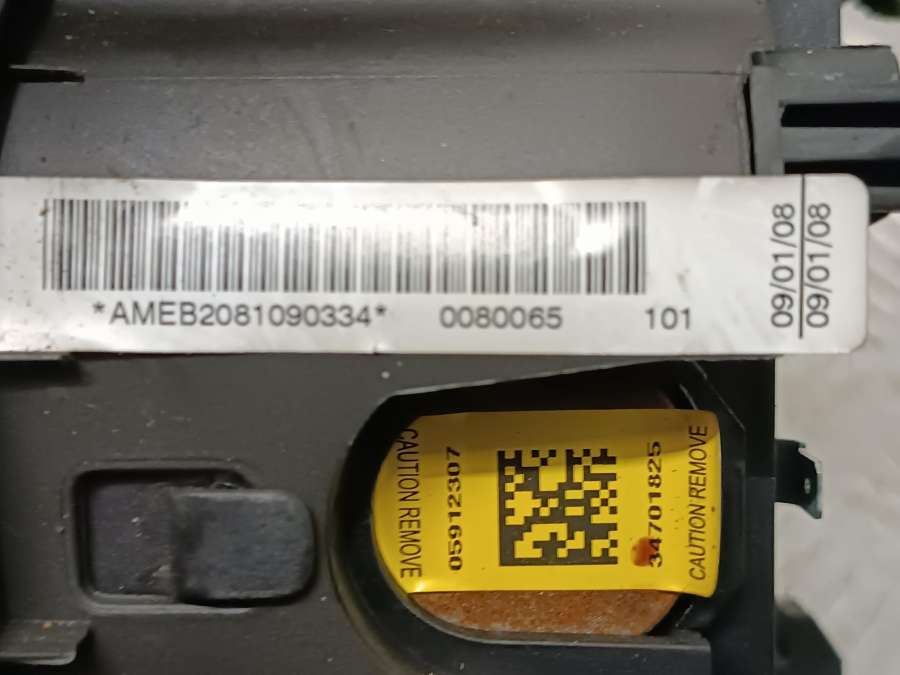 *AMEB2081090334* 0080065 101
09/01/08
09/01/08
CAUTION REMOVE
05912307
34701825
CAUTION REMOVE